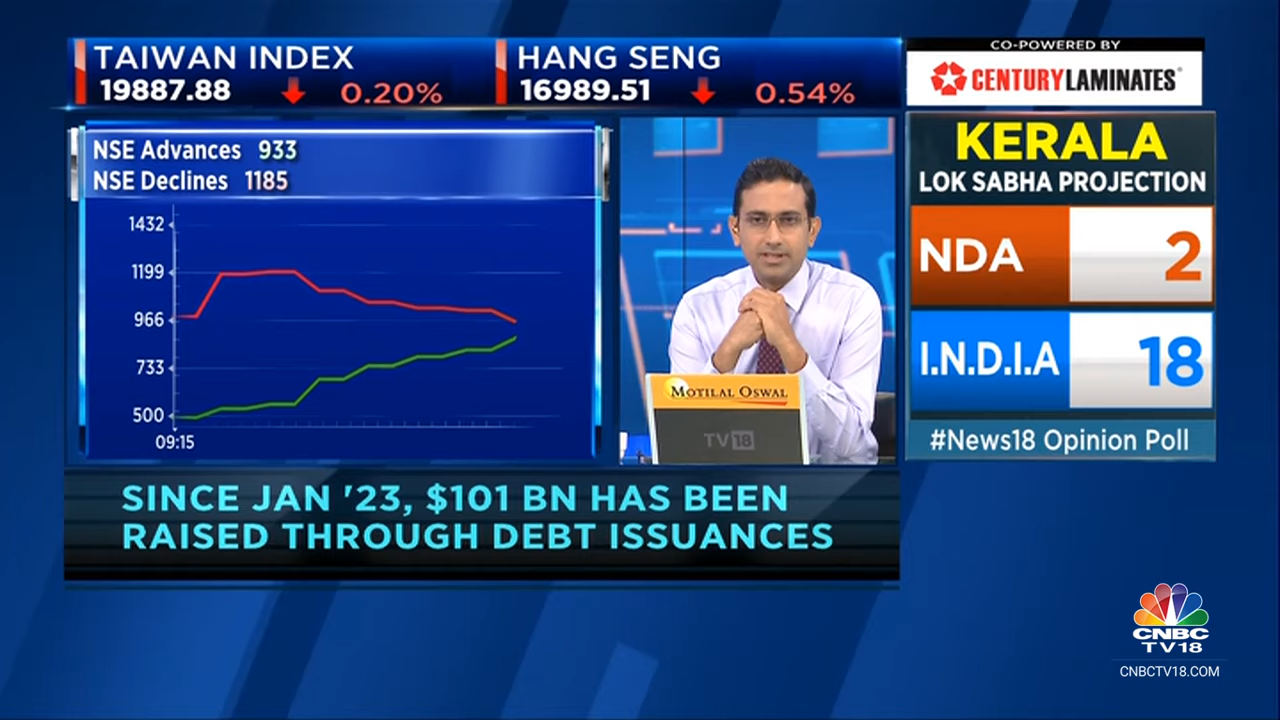 TAIWAN INDEX
19887.88 0.20%
HANG SENG
16989.51 0.54%
CO-POWERED BY
CENTURYLAMINATES®
NSE Advances 933
NSE Declines 1185
1432
1199
966
733
500
09:15
MOTILAL OSWAL
TV18
KERALA
LOK SABHA PROJECTION
NDA 2
I.N.D.I.A 18
#News18 Opinion Poll
SINCE JAN '23, $101 BN HAS BEEN
RAISED THROUGH DEBT ISSUANCES
CNBC
TV18
CNBCTV18.COM